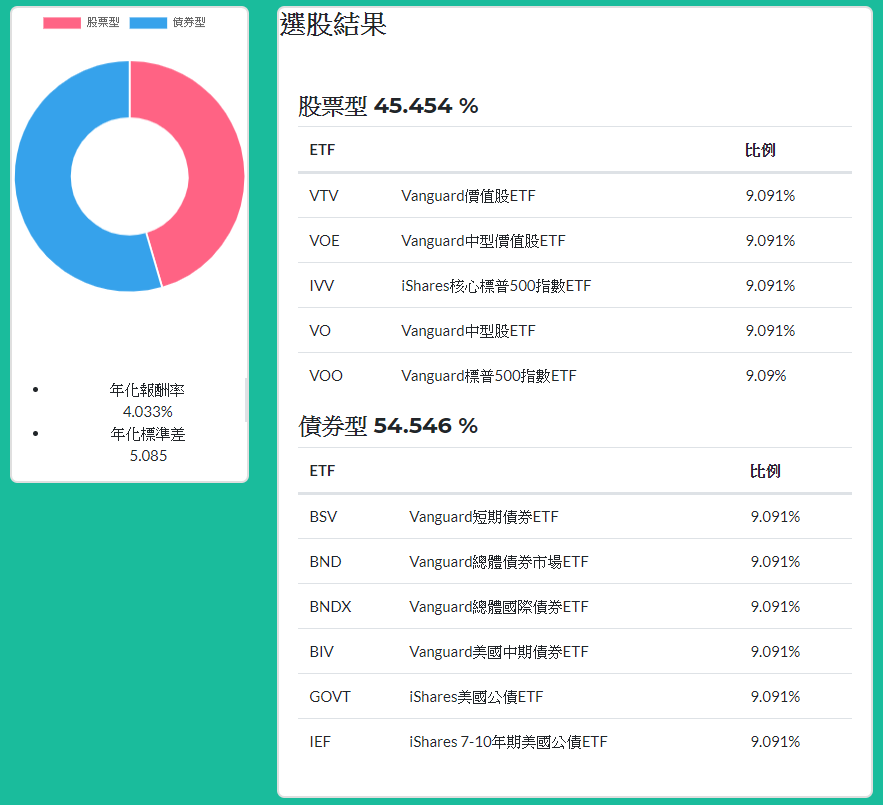 股票型 債券型
年化報酬率
4.033%
年化標準差
5.085
選股結果
股票型 45.454 %
ETF 比例
VTV Vanguard價值股ETF 9.091%
VOE Vanguard中型價值股ETF 9.091%
IVV iShares核心標普500指數ETF 9.091%
VO Vanguard中型股ETF 9.091%
VOO Vanguard標普500指數ETF 9.09%
債券型 54.546 %
ETF 比例
BSV Vanguard短期債券ETF 9.091%
BND Vanguard總體債券市場ETF 9.091%
BNDX Vanguard總體國際債券ETF 9.091%
BIV Vanguard美國中期債券ETF 9.091%
GOVT iShares美國公債ETF 9.091%
IEF iShares 7-10年期美國公債ETF 9.091%